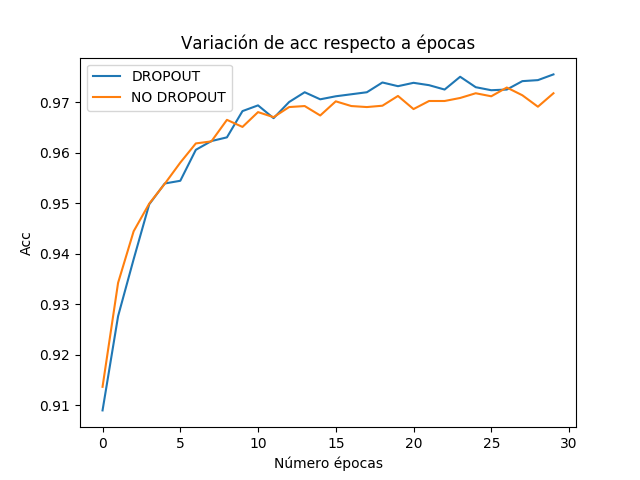 Variación de acc respecto a épocas
DROPOUT
NO DROPOUT
0.97
0.96
0.95
0.94
0.93
0.92
0.91
Acc
0 5 10 15 20 25 30
Número épocas